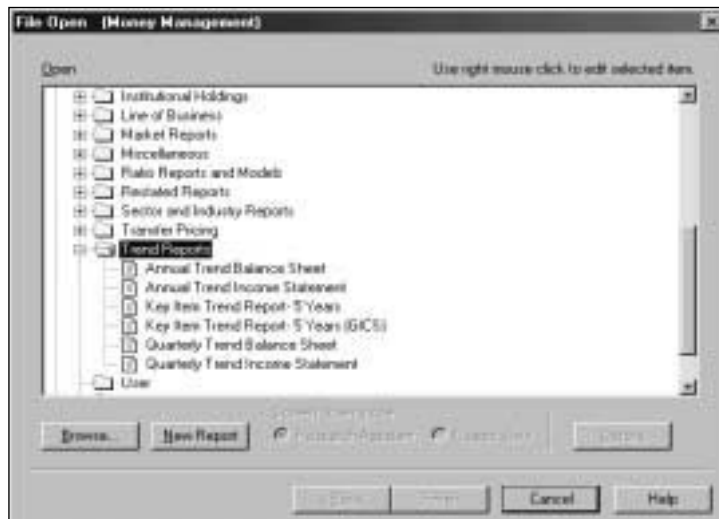 File Open (Money Management)
Open Use right mouse click to edit selected item.
Institutional Holdings
Line of Business
Market Reports
Miscellaneous
Ratio Reports and Models
Restated Reports
Sector and Industry Reports
Transfer Pricing
Trend Reports
Annual Trend Balance Sheet
Annual Trend Income Statement
Key Item Trend Report- 5 Years
Key Item Trend Report- 5 Years (GICS)
Quarterly Trend Balance Sheet
Quarterly Trend Income Statement
User
Browse... New Report
Cancel Help